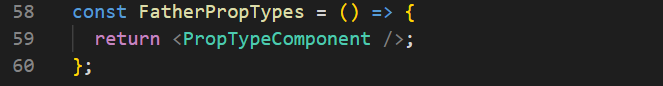 58 const FatherPropTypes = () => {
59 return <PropTypeComponent />;
60 };